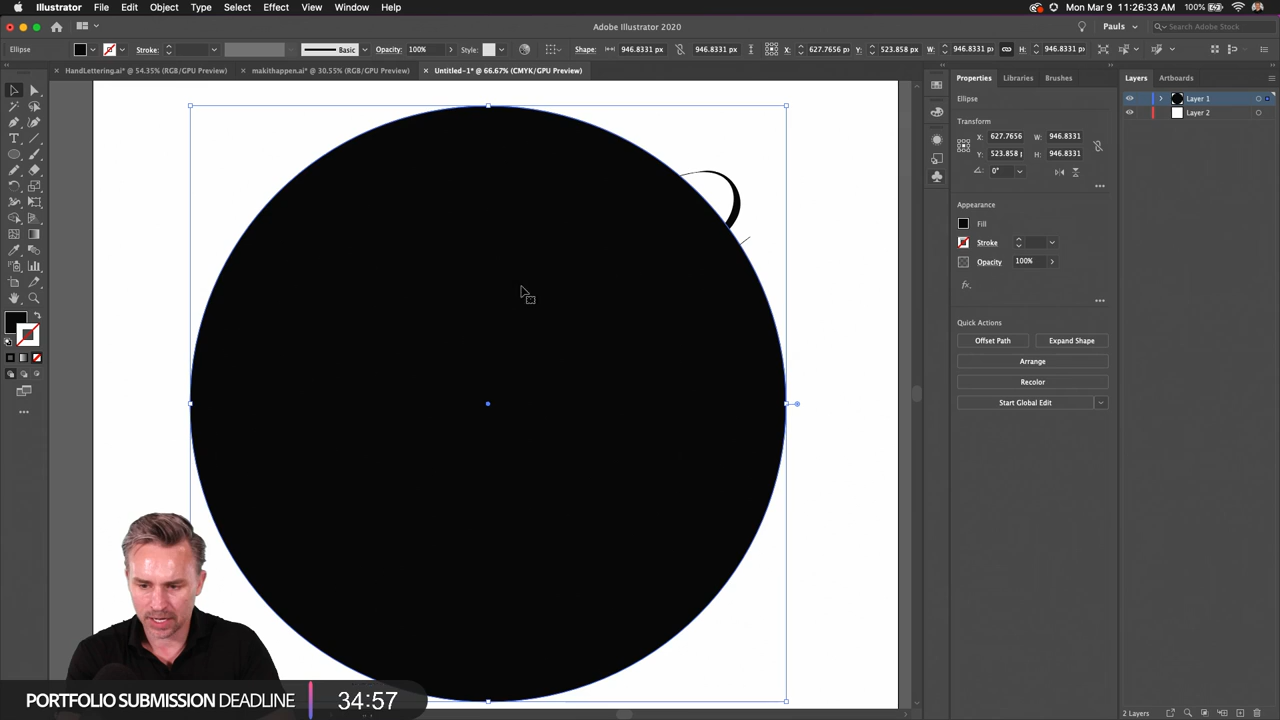 Illustrator File Edit Object Type Select Effect View Window Help
100% Mon Mar 9 11:26:33 AM
Adobe Illustrator 2020
Pauls
Search Adobe Stock
Ellipse Stroke: Basic Opacity: 100% Style: Shape: 946.8331 px 946.8331 px X: 627.7656 Y: 523.858 px W: 946.8331 H: 946.8331
HandLettering.ai* @ 54.35% (RGB/GPU Preview)
makithappen.ai* @ 30.55% (RGB/GPU Preview)
Untitled-1* @ 66.67% (CMYK/GPU Preview)
Properties Libraries Brushes
Ellipse
Transform
X: 627.7656 W: 946.8331
Y: 523.858 H: 946.8331
0°
Appearance
Fill
Stroke
Opacity 100%
fx.
Quick Actions
Offset Path Expand Shape
Arrange
Recolor
Start Global Edit
Layers Artboards
Layer 1
Layer 2
2 Layers
PORTFOLIO SUBMISSION DEADLINE 34:57